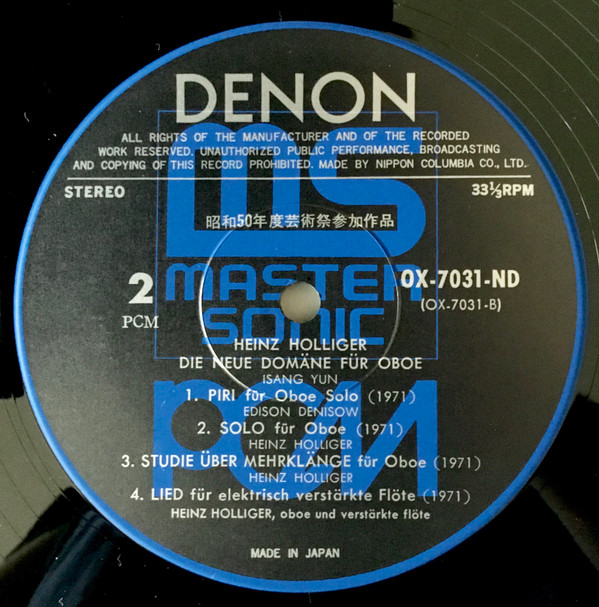 DENON
ALL RIGHTS OF THE MANUFACTURER AND OF THE RECORDED
WORK RESERVED. UNAUTHORIZED PUBLIC PERFORMANCE, BROADCASTING
AND COPYING OF THIS RECORD PROHIBITED. MADE BY NIPPON COLUMBIA CO., LTD.
STEREO 33⅓RPM
ms
昭和50年度芸術祭参加作品
MASTER
SONIC
2
PCM
OX-7031-ND
(OX-7031-B)
HEINZ HOLLIGER
DIE NEUE DOMÄNE FÜR OBOE
ISANG YUN
1. PIRI für Oboe Solo (1971)
EDISON DENISOW
2. SOLO für Oboe (1971)
HEINZ HOLLIGER
3. STUDIE ÜBER MEHRKLÄNGE für Oboe (1971)
HEINZ HOLLIGER
4. LIED für elektrisch verstärkte Flöte (1971)
HEINZ HOLLIGER, oboe und verstärkte flöte
PCM
MADE IN JAPAN